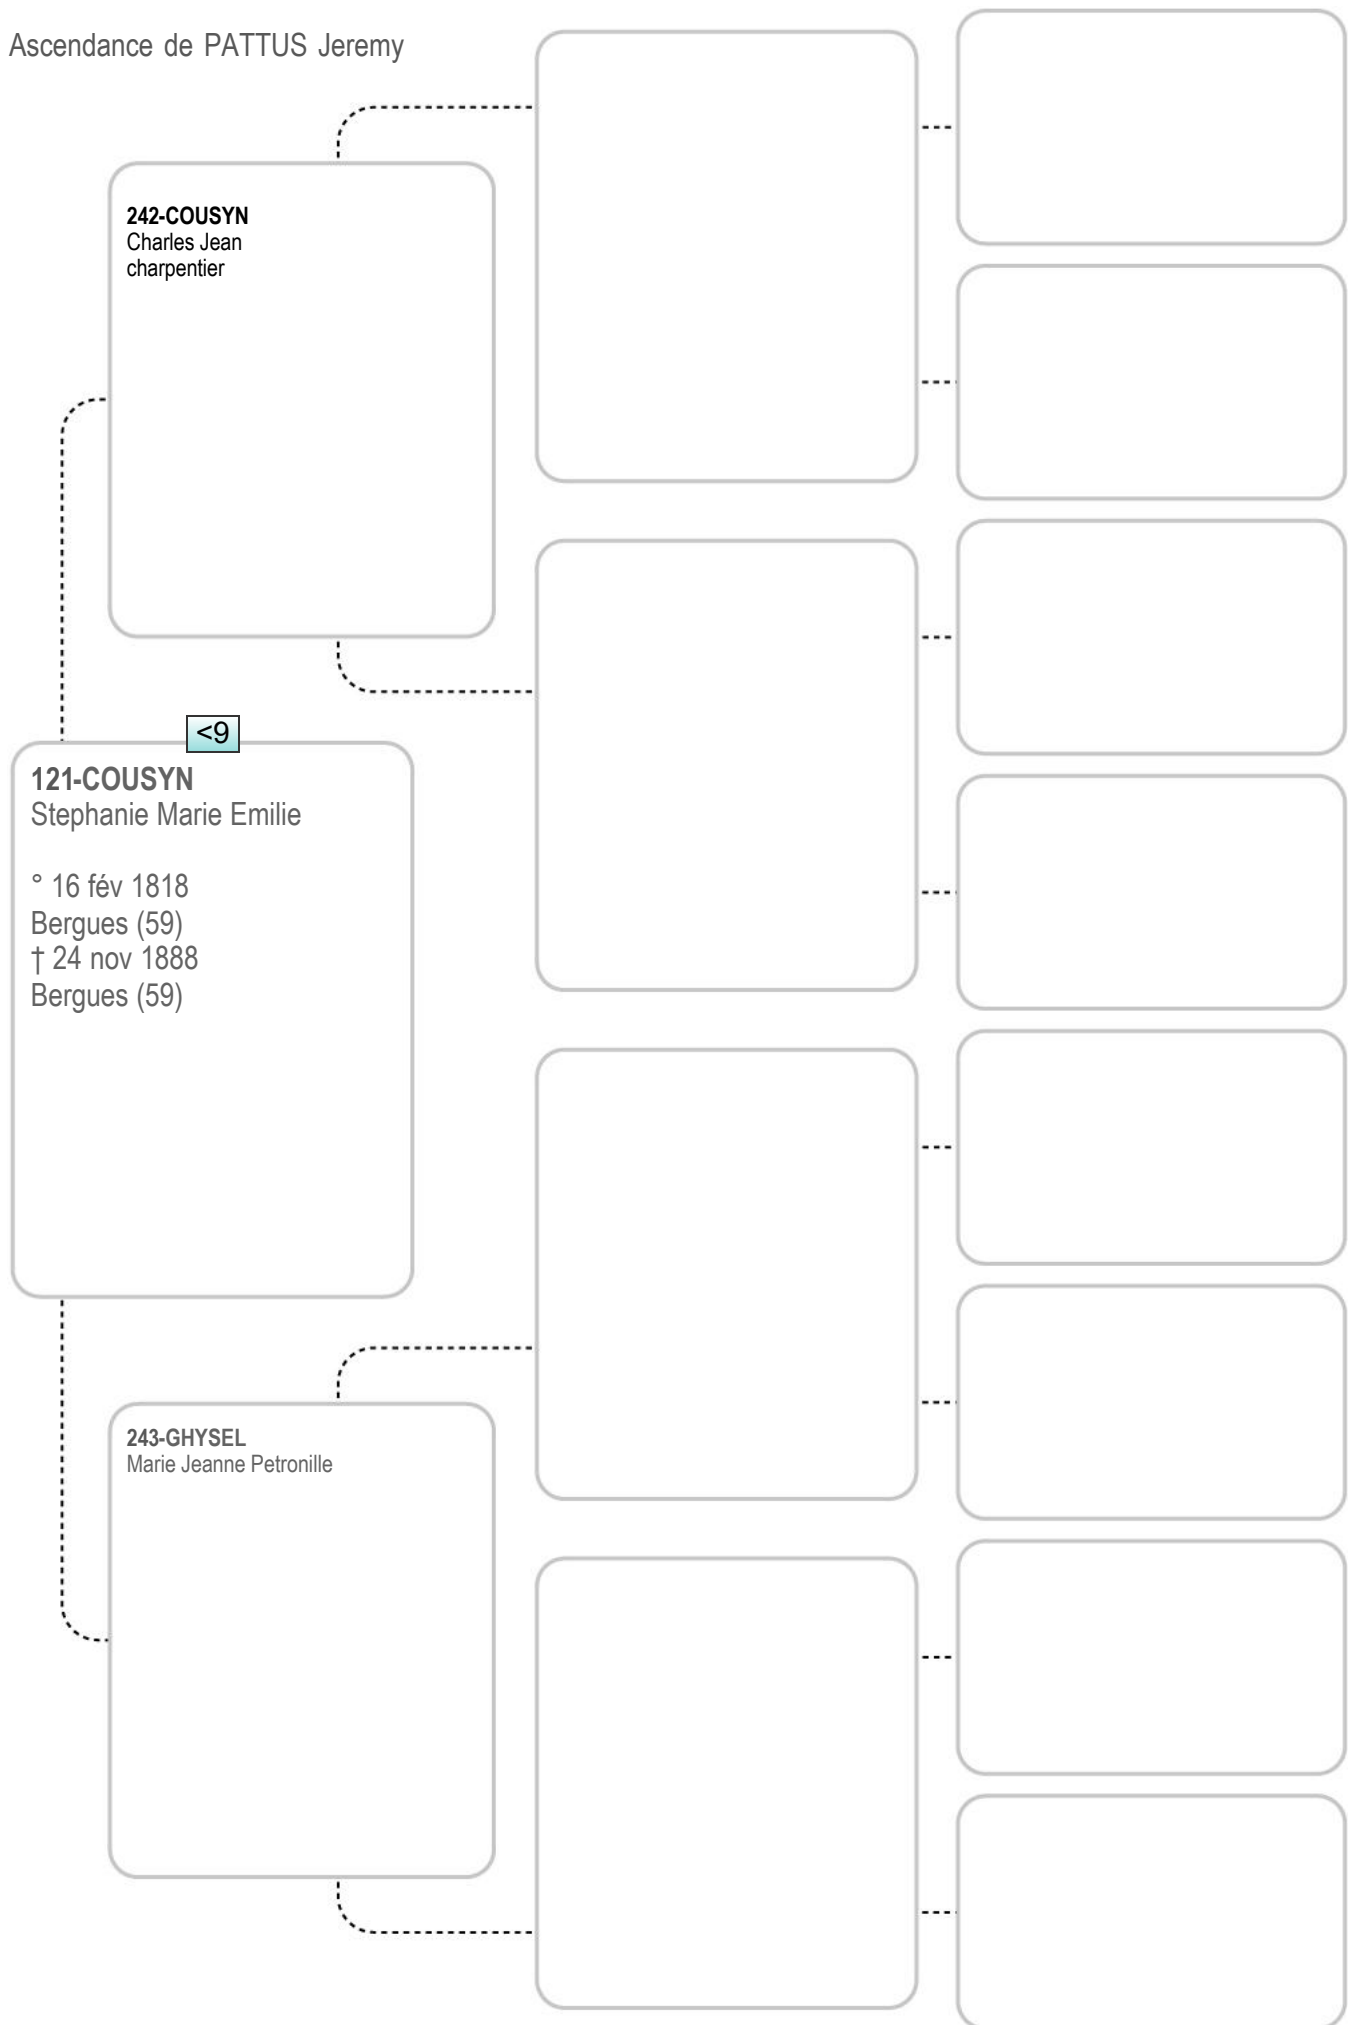 Ascendance de PATTUS Jeremy
242-COUSYN
Charles Jean
charpentier
<9
121-COUSYN
Stephanie Marie Emilie
° 16 fév 1818
Bergues (59)
† 24 nov 1888
Bergues (59)
243-GHYSEL
Marie Jeanne Petronille